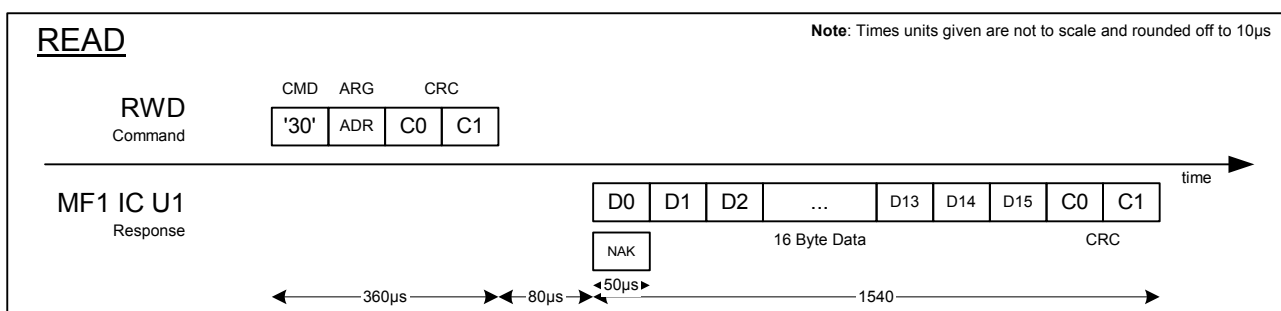 READ
Note: Times units given are not to scale and rounded off to 10µs
CMD ARG CRC
RWD
Command
'30' ADR C0 C1
time
MF1 IC U1
Response
D0 D1 D2 ... D13 D14 D15 C0 C1
16 Byte Data CRC
NAK
50µs
360µs 80µs 1540